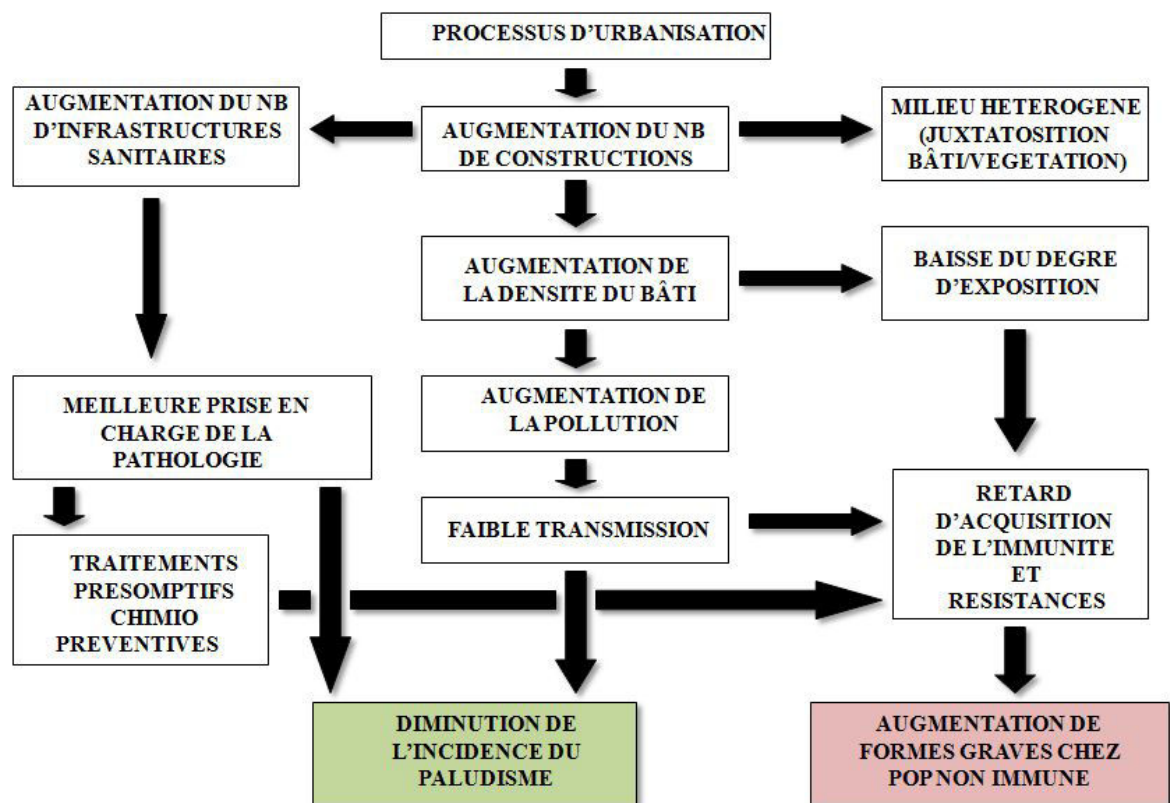 PROCESSUS D'URBANISATION
AUGMENTATION DU NB
D'INFRASTRUCTURES
SANITAIRES
AUGMENTATION DU NB
DE CONSTRUCTIONS
MILIEU HETEROGENE
(JUXTATOSITION
BÂTI/VEGETATION)
AUGMENTATION DE
LA DENSITE DU BÂTI
BAISSE DU DEGRE
D'EXPOSITION
MEILLEURE PRISE EN
CHARGE DE LA
PATHOLOGIE
AUGMENTATION DE
LA POLLUTION
FAIBLE TRANSMISSION
RETARD
D'ACQUISITION
DE L'IMMUNITE
ET
RESISTANCES
TRAITEMENTS
PRESOMPTIFS
CHIMIO
PREVENTIVES
DIMINUTION DE
L'INCIDENCE DU
PALUDISME
AUGMENTATION DE
FORMES GRAVES CHEZ
POP NON IMMUNE